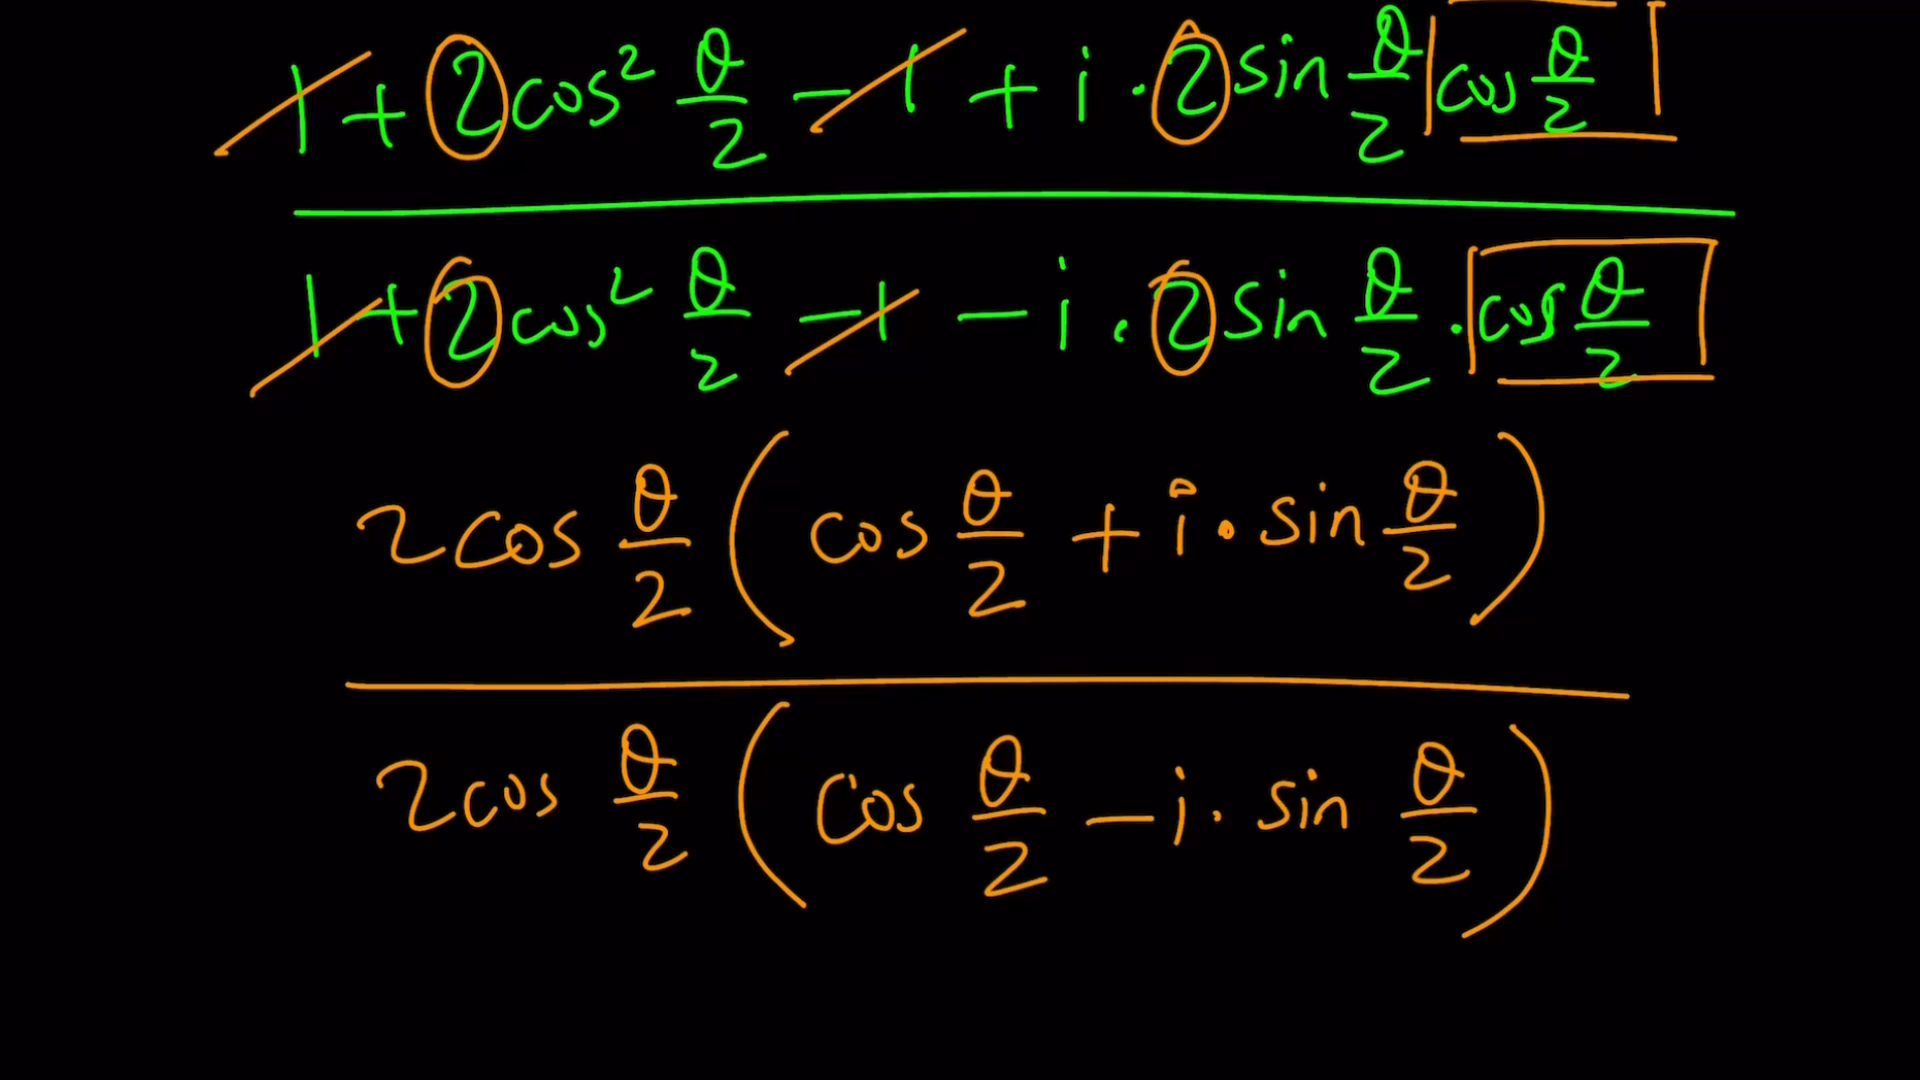 1 + 2cos² θ/2 - 1 + i · 2sin θ/2 cos θ/2
1 + 2cos² θ/2 - 1 - i · 2sin θ/2 · cos θ/2
2cos θ/2 ( cos θ/2 + i · sin θ/2 )
2cos θ/2 ( cos θ/2 - i · sin θ/2 )